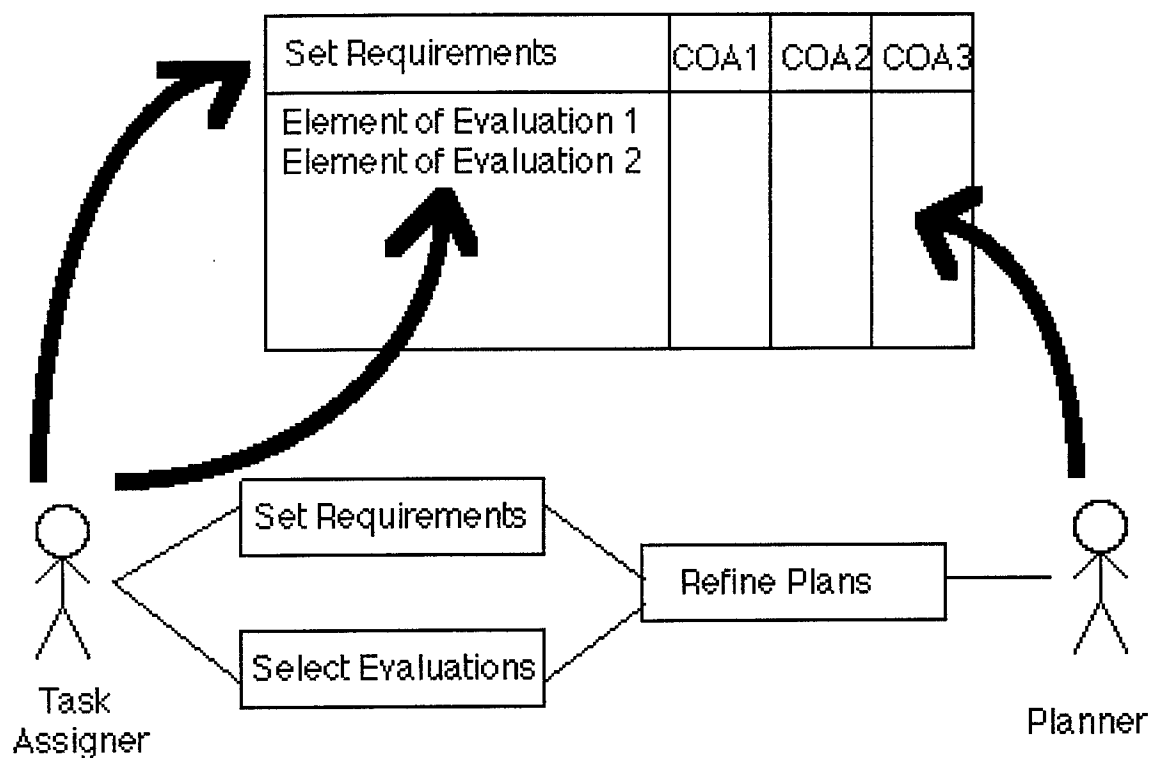 Set Requirements COA1 COA2 COA3
Element of Evaluation 1
Element of Evaluation 2
Set Requirements
Refine Plans
Select Evaluations
Task
Assigner
Planner